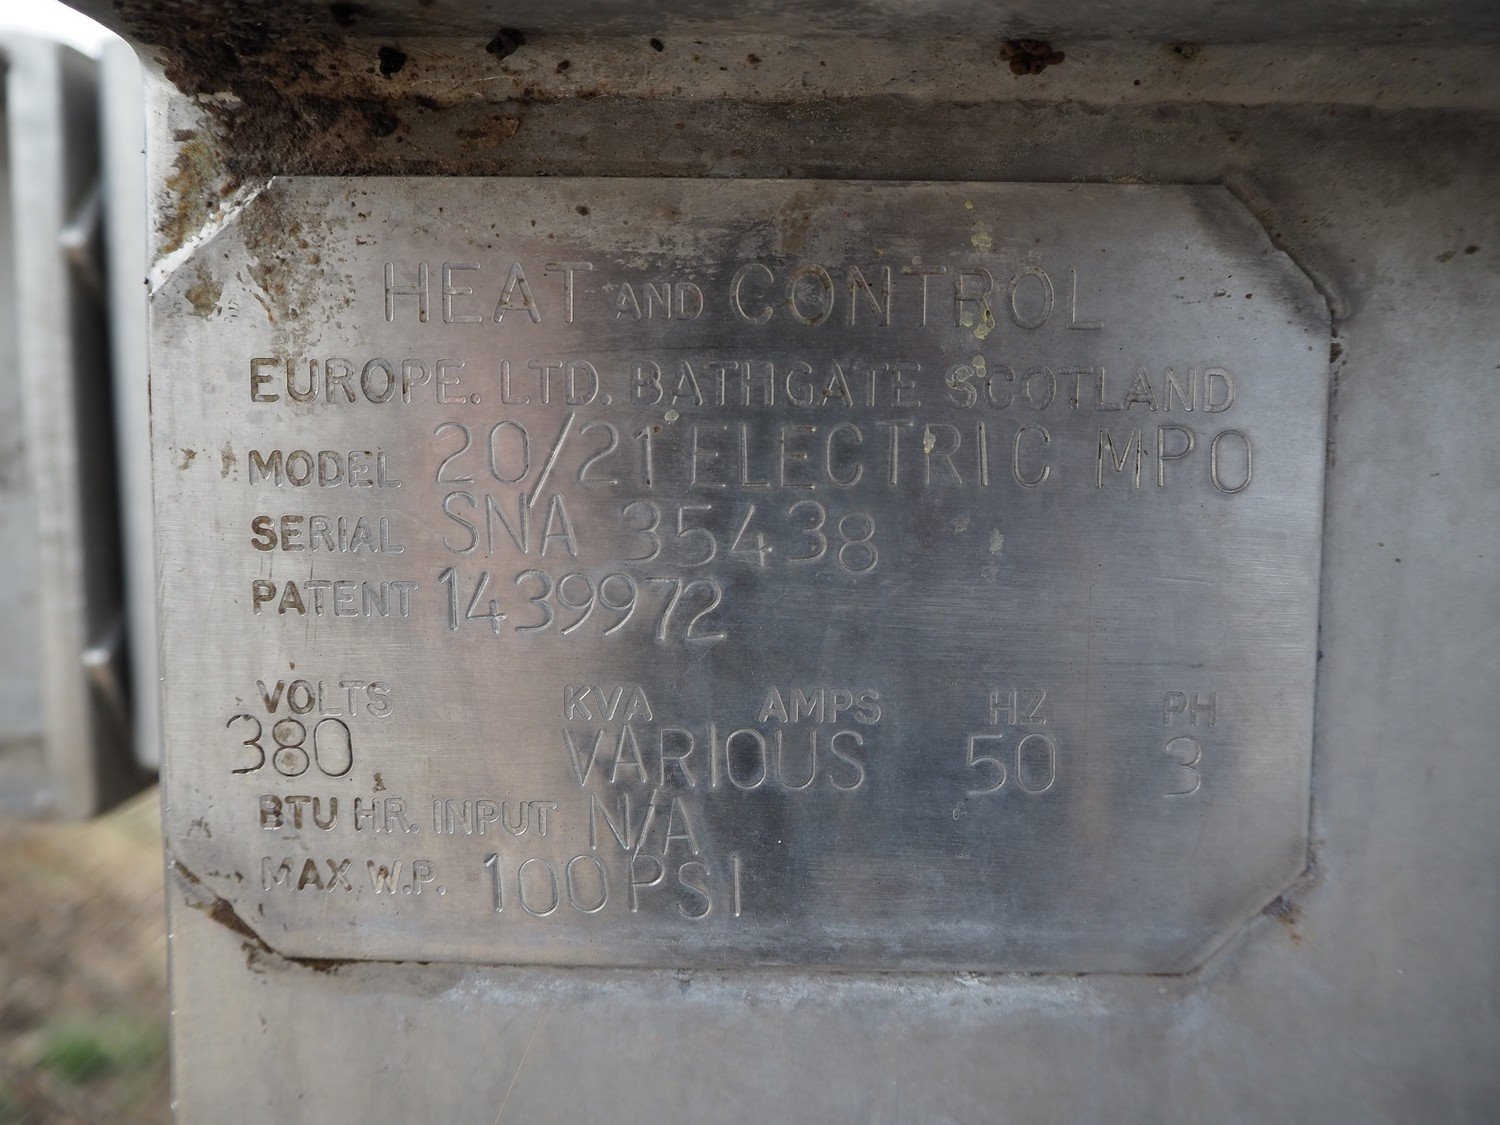 HEAT AND CONTROL
EUROPE. LTD. BATHGATE SCOTLAND
MODEL 20/21 ELECTRIC MPO
SERIAL SNA 35438
PATENT 1439972
VOLTS KVA AMPS HZ PH
380 VARIOUS 50 3
BTU HR. INPUT N/A
MAX W.P. 100 PSI